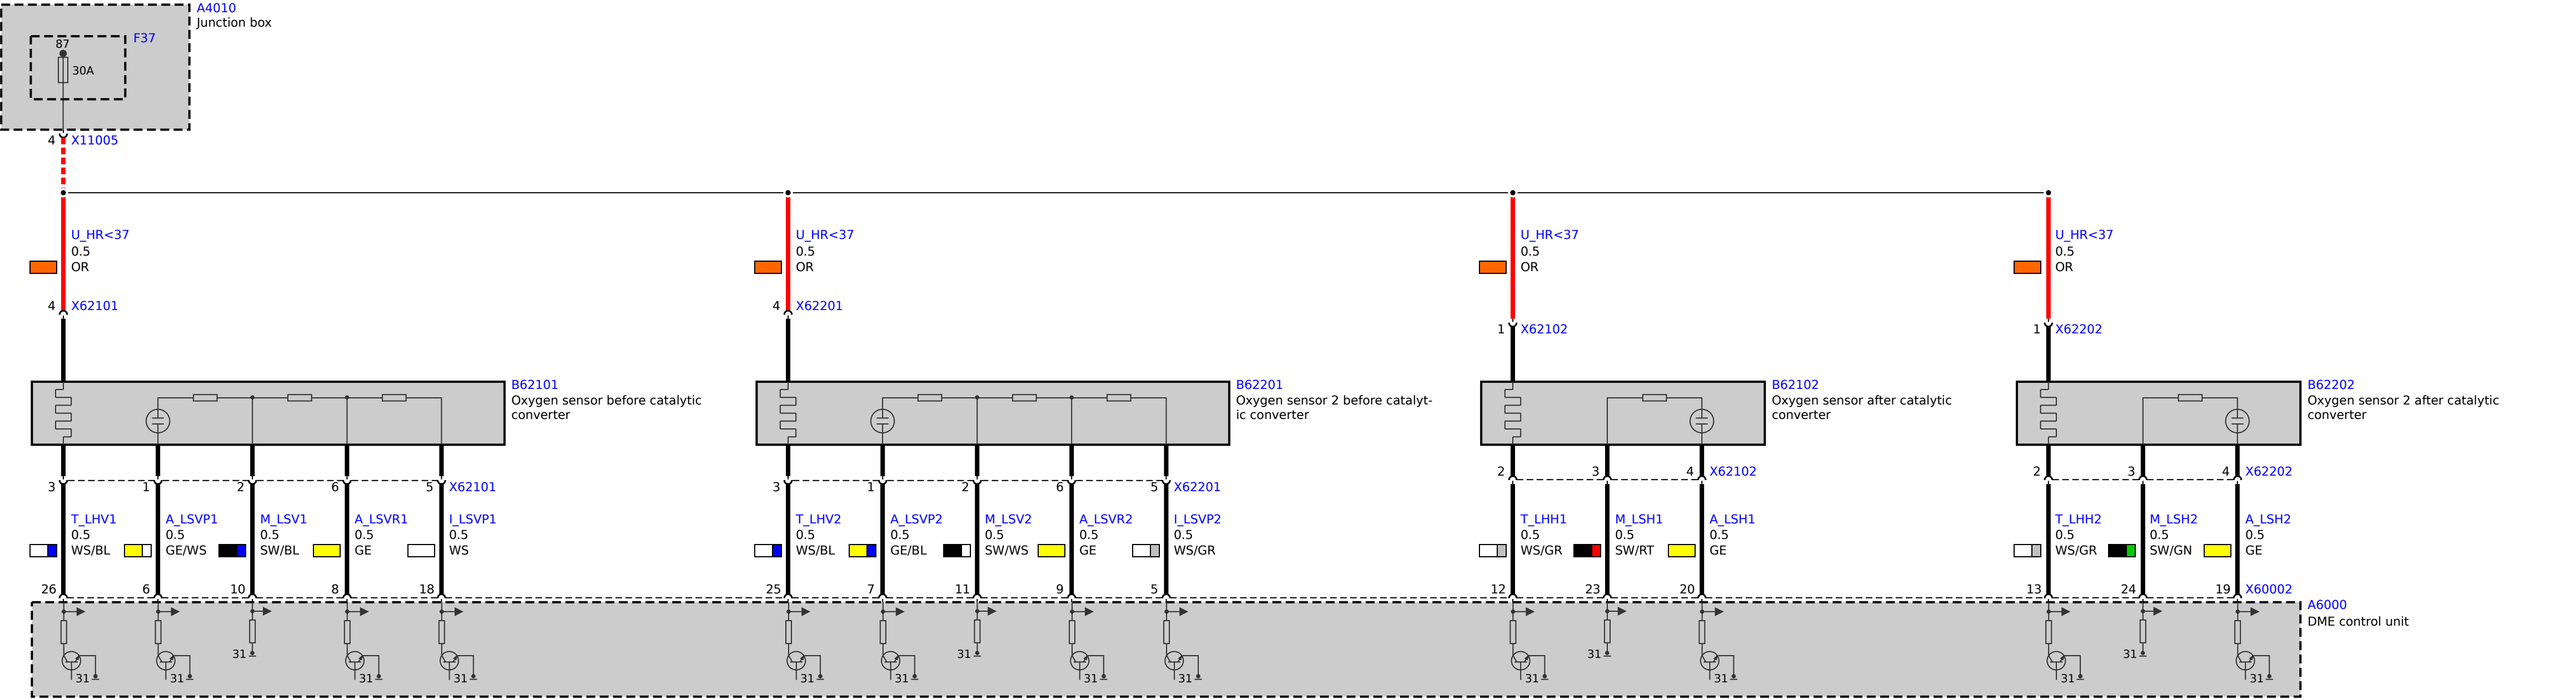 A4010
Junction box
F37
87
30A
4 X11005
U_HR<37
0.5
OR
U_HR<37
0.5
OR
U_HR<37
0.5
OR
U_HR<37
0.5
OR
4 X62101
4 X62201
1 X62102
1 X62202
B62101
Oxygen sensor before catalytic
converter
B62201
Oxygen sensor 2 before catalyt-
ic converter
B62102
Oxygen sensor after catalytic
converter
B62202
Oxygen sensor 2 after catalytic
converter
3 1 2 6 5 X62101
3 1 2 6 5 X62201
2 3 4 X62102
2 3 4 X62202
T_LHV1
0.5
WS/BL
A_LSVP1
0.5
GE/WS
M_LSV1
0.5
SW/BL
A_LSVR1
0.5
GE
I_LSVP1
0.5
WS
T_LHV2
0.5
WS/BL
A_LSVP2
0.5
GE/BL
M_LSV2
0.5
SW/WS
A_LSVR2
0.5
GE
I_LSVP2
0.5
WS/GR
T_LHH1
0.5
WS/GR
M_LSH1
0.5
SW/RT
A_LSH1
0.5
GE
T_LHH2
0.5
WS/GR
M_LSH2
0.5
SW/GN
A_LSH2
0.5
GE
26 6 10 8 18 25 7 11 9 5 12 23 20 13 24 19 X60002
A6000
DME control unit
31 31 31 31
31 31 31 31 31 31 31 31 31 31 31 31